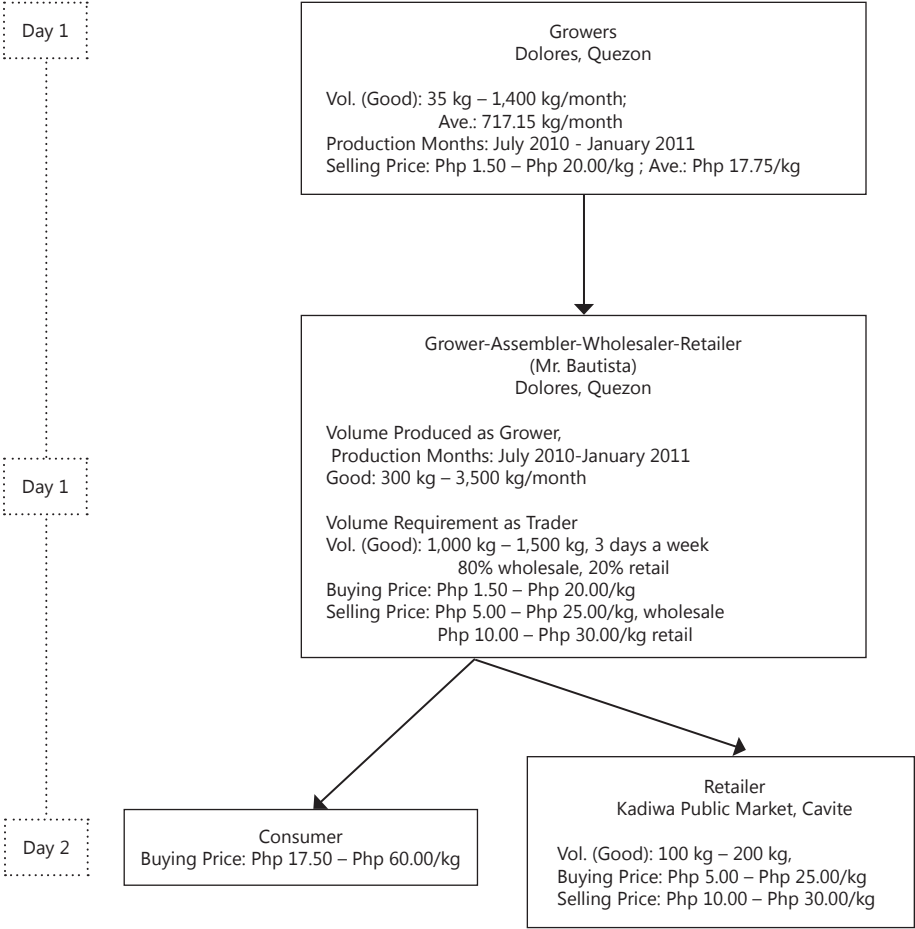 Day 1
Growers
Dolores, Quezon
Vol. (Good): 35 kg – 1,400 kg/month;
Ave.: 717.15 kg/month
Production Months: July 2010 - January 2011
Selling Price: Php 1.50 – Php 20.00/kg ; Ave.: Php 17.75/kg
Grower-Assembler-Wholesaler-Retailer
(Mr. Bautista)
Dolores, Quezon
Volume Produced as Grower,
Production Months: July 2010-January 2011
Good: 300 kg – 3,500 kg/month
Day 1
Volume Requirement as Trader
Vol. (Good): 1,000 kg – 1,500 kg, 3 days a week
80% wholesale, 20% retail
Buying Price: Php 1.50 – Php 20.00/kg
Selling Price: Php 5.00 – Php 25.00/kg, wholesale
Php 10.00 – Php 30.00/kg retail
Day 2
Consumer
Buying Price: Php 17.50 – Php 60.00/kg
Retailer
Kadiwa Public Market, Cavite
Vol. (Good): 100 kg – 200 kg,
Buying Price: Php 5.00 – Php 25.00/kg
Selling Price: Php 10.00 – Php 30.00/kg